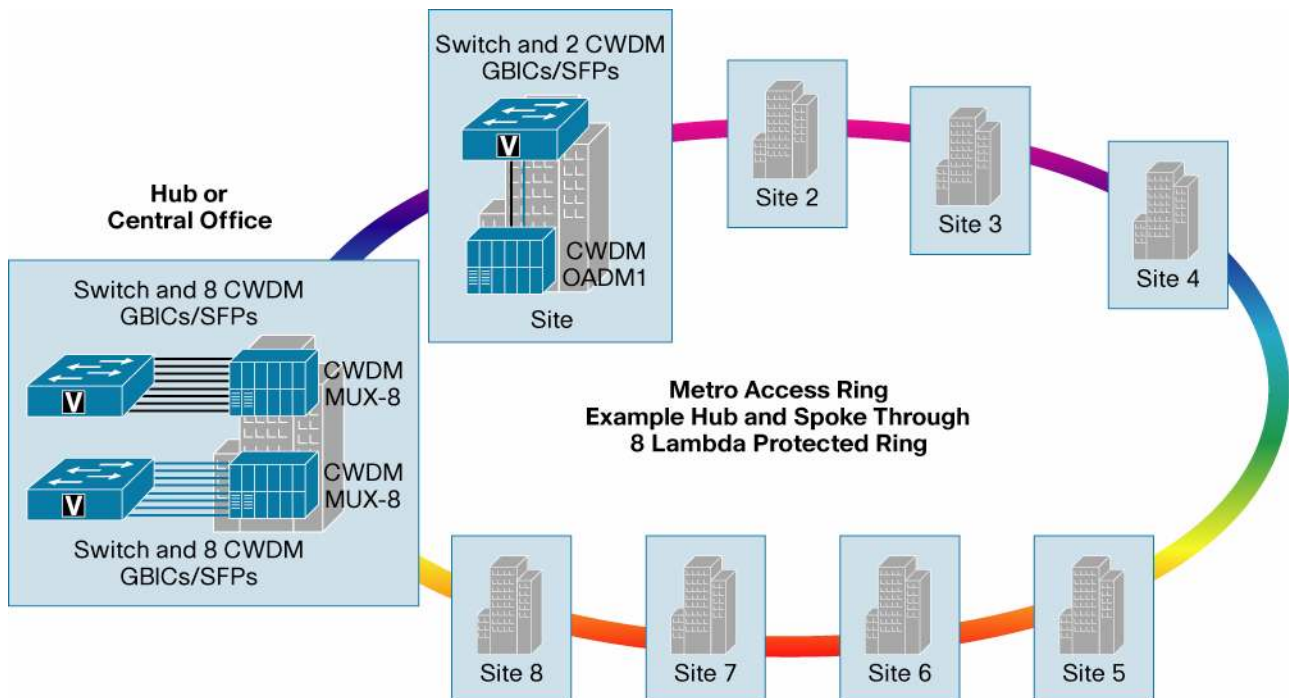 Switch and 2 CWDM
GBICs/SFPs
V
CWDM
OADM1
Site
Site 2
Site 3
Site 4
Hub or
Central Office
Switch and 8 CWDM
GBICs/SFPs
V
CWDM
MUX-8
V
CWDM
MUX-8
Switch and 8 CWDM
GBICs/SFPs
Metro Access Ring
Example Hub and Spoke Through
8 Lambda Protected Ring
Site 8
Site 7
Site 6
Site 5